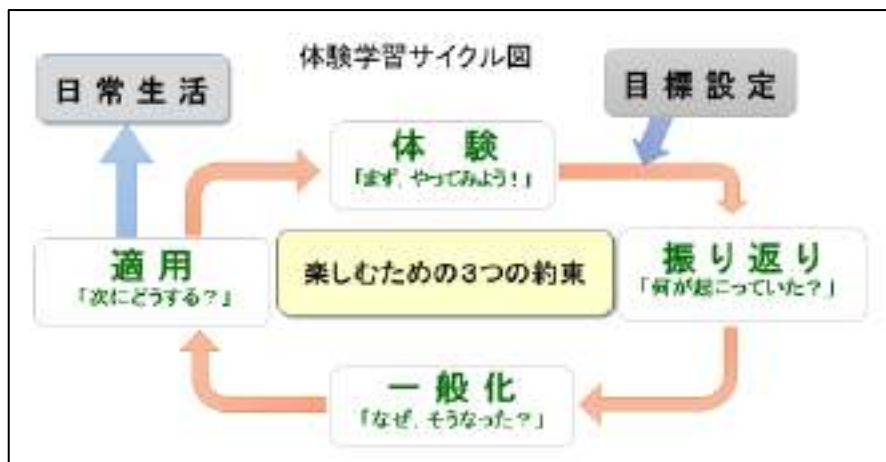 体験学習サイクル図
日常生活
目標設定
体験
「まず、やってみよう！」
適用
「次にどうする？」
楽しむための３つの約束
振り返り
「何が起こっていた？」
一般化
「なぜ、そうなった？」